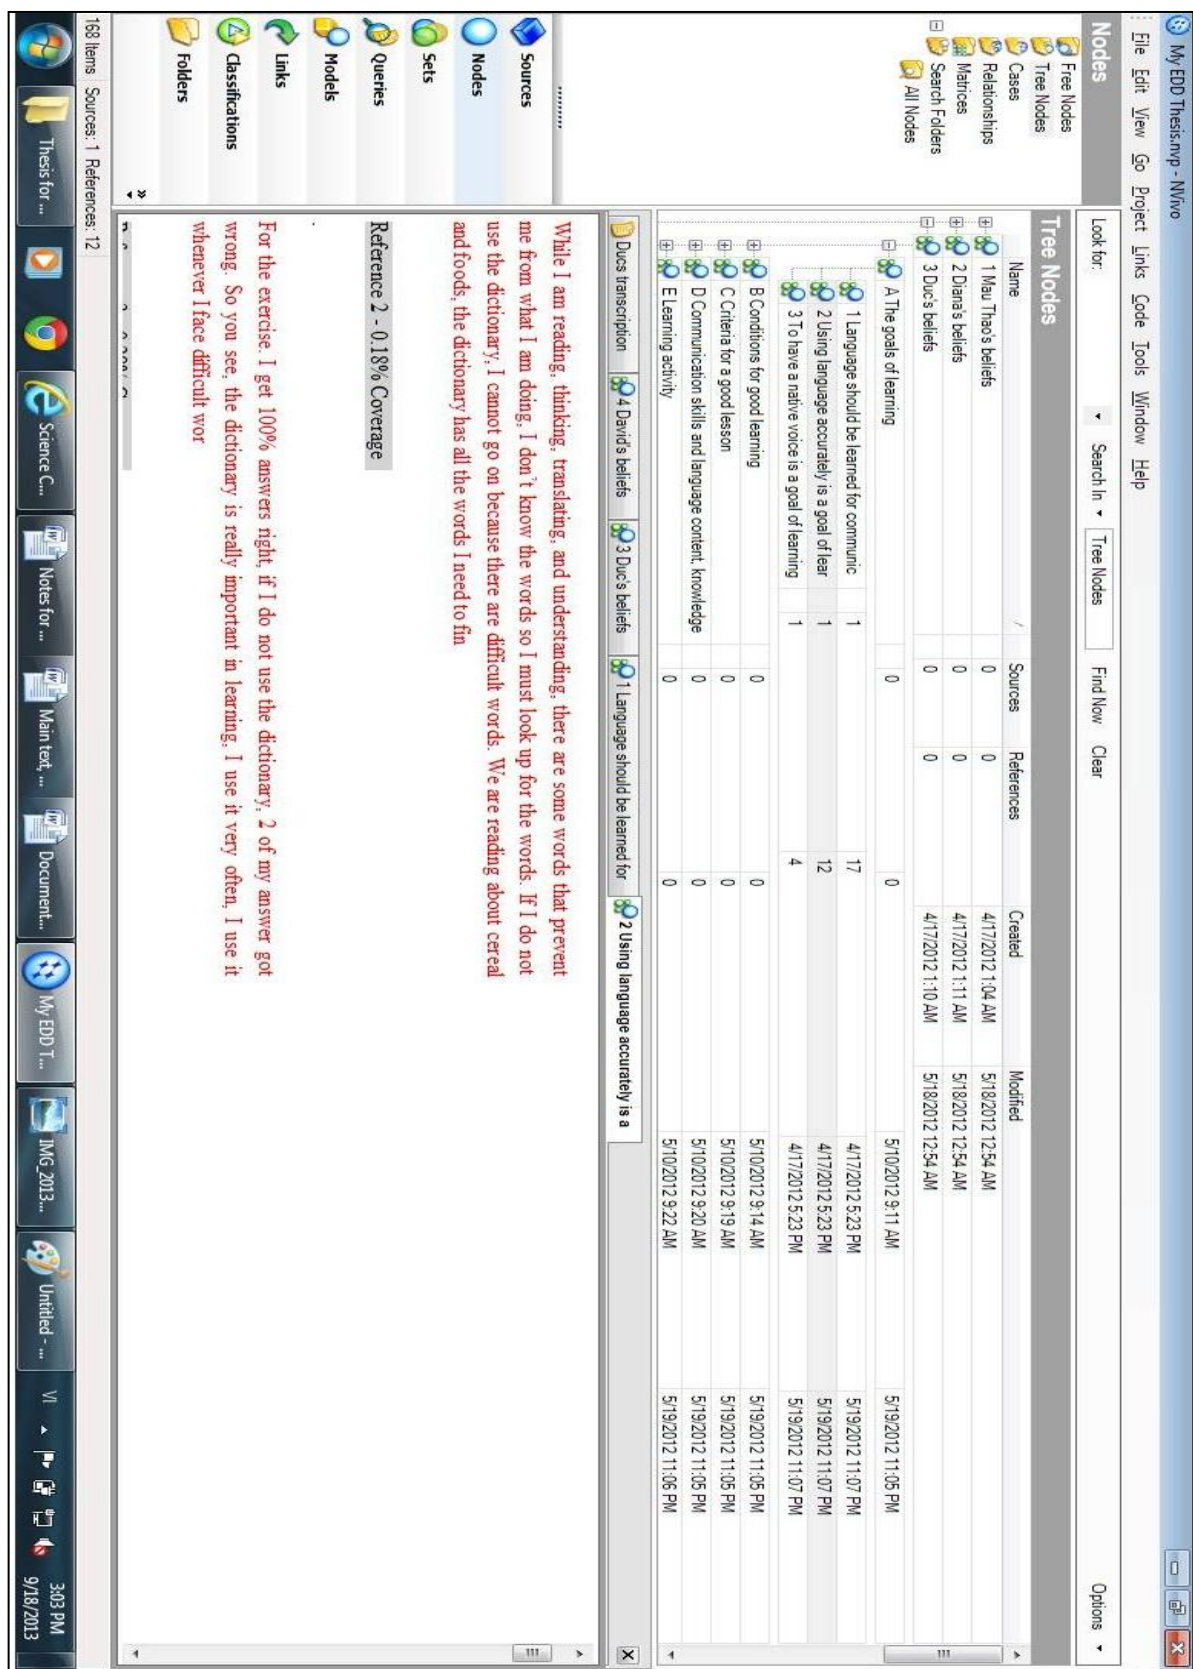 My EDD Thesis.nvp - NVivo
File Edit View Go Project Links Code Tools Window Help
Nodes
Look for: Search In Tree Nodes Find Now Clear Options
Free Nodes
Tree Nodes
Cases
Relationships
Matrices
Search Folders
All Nodes
Tree Nodes
Name Sources References Created Modified
1 Mau Thao's beliefs 0 0 4/17/2012 1:04 AM 5/18/2012 12:54 AM
2 Diana's beliefs 0 0 4/17/2012 1:11 AM 5/18/2012 12:54 AM
3 Duc's beliefs 0 0 4/17/2012 1:10 AM 5/18/2012 12:54 AM
A The goals of learning 0 0 5/10/2012 9:11 AM 5/19/2012 11:05 PM
1 Language should be learned for communic 1 17 4/17/2012 5:23 PM 5/19/2012 11:07 PM
2 Using language accurately is a goal of lear 1 12 4/17/2012 5:23 PM 5/19/2012 11:07 PM
3 To have a native voice is a goal of learning 1 4 4/17/2012 5:23 PM 5/19/2012 11:07 PM
B Conditions for good learning 0 0 5/10/2012 9:14 AM 5/19/2012 11:05 PM
C Criteria for a good lesson 0 0 5/10/2012 9:19 AM 5/19/2012 11:05 PM
D Communication skills and language content, knowledge 0 0 5/10/2012 9:20 AM 5/19/2012 11:05 PM
E Learning activity 0 0 5/10/2012 9:22 AM 5/19/2012 11:06 PM
Ducs transcription 4 David's beliefs 3 Duc's beliefs 1 Language should be learned for 2 Using language accurately is a
While I am reading, thinking, translating, and understanding, there are some words that prevent
me from what I am doing, I don't know the words so I must look up for the words. If I do not
use the dictionary, I cannot go on because there are difficult words. We are reading about cereal
and foods, the dictionary has all the words I need to fin
Reference 2 - 0.18% Coverage
.
For the exercise. I get 100% answers right, if I do not use the dictionary, 2 of my answer got
wrong. So you see, the dictionary is really important in learning, I use it very often, I use it
whenever I face difficult wor
Sources
Nodes
Sets
Queries
Models
Links
Classifications
Folders
168 Items Sources: 1 References: 12
Thesis for ... Science C... Notes for ... Main text, ... Document... My EDD T... IMG_2013... Untitled - ... VI 3:03 PM
9/18/2013